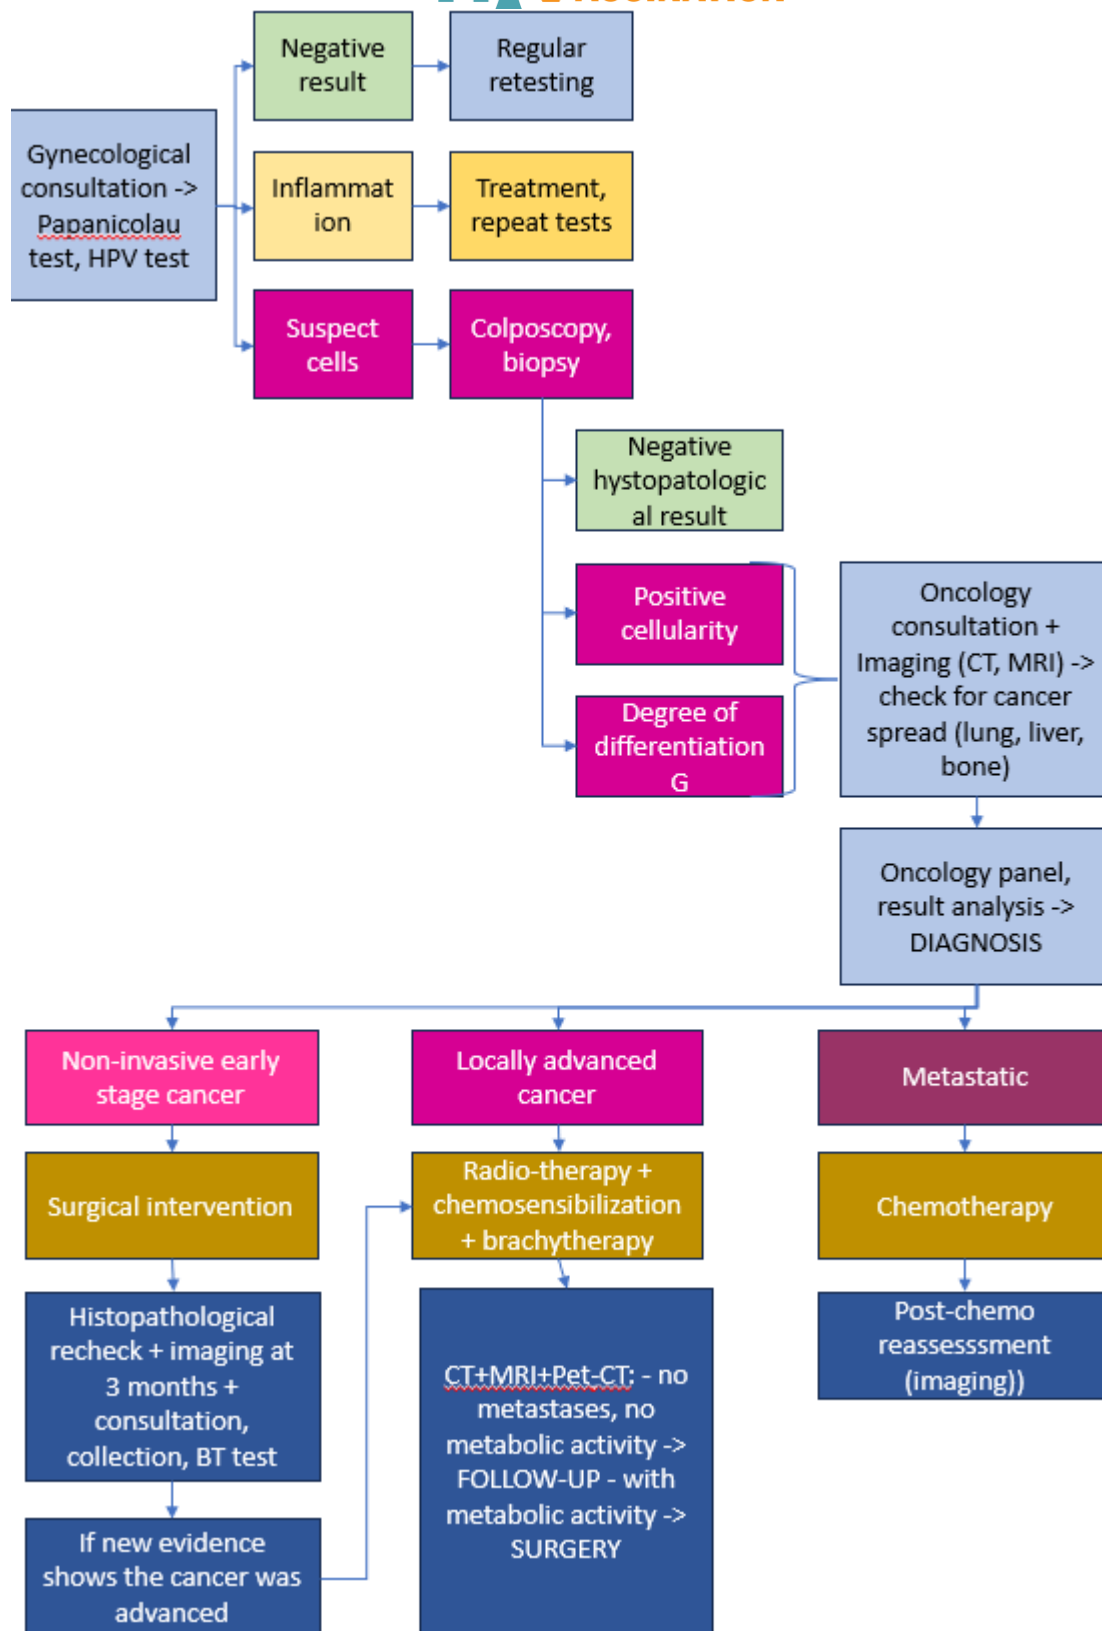 Negative
result
Regular
retesting
Gynecological
consultation ->
Papanicolau
test, HPV test
Inflammat
ion
Treatment,
repeat tests
Suspect
cells
Colposcopy,
biopsy
Negative
hystopatologic
al result
Positive
cellularity
Degree of
differentiation
G
Oncology
consultation +
Imaging (CT, MRI) ->
check for cancer
spread (lung, liver,
bone)
Oncology panel,
result analysis ->
DIAGNOSIS
Non-invasive early
stage cancer
Locally advanced
cancer
Metastatic
Surgical intervention
Radio-therapy +
chemosensibilization
+ brachytherapy
Chemotherapy
Histopathological
recheck + imaging at
3 months +
consultation,
collection, BT test
CT+MRI+Pet-CT: - no
metastases, no
metabolic activity ->
FOLLOW-UP - with
metabolic activity ->
SURGERY
Post-chemo
reassesssment
(imaging))
If new evidence
shows the cancer was
advanced